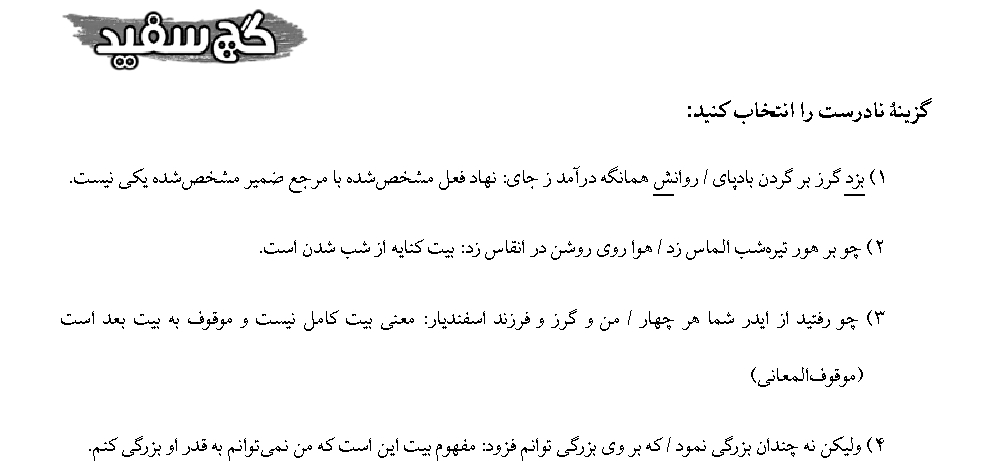 گچ سفید
گزینهٔ نادرست را انتخاب کنید:
۱) بزد گرز بر گردن بادپای / روانش همانگه درآمد ز جای: نهاد فعل مشخص‌شده با مرجع ضمیر مشخص‌شده یکی نیست.
۲) چو بر هور تیره‌شب الماس زد / هوا روی روشن در انقاس زد: بیت کنایه از شب شدن است.
۳) چو رفتید از ایدر شما هر چهار / من و گرز و فرزند اسفندیار: معنی بیت کامل نیست و موقوف به بیت بعد است
(موقوف‌المعانی)
۴) ولیکن نه چندان بزرگی نمود / که بر وی بزرگی توانم فزود: مفهوم بیت این است که من نمی‌توانم به قدر او بزرگی کنم.